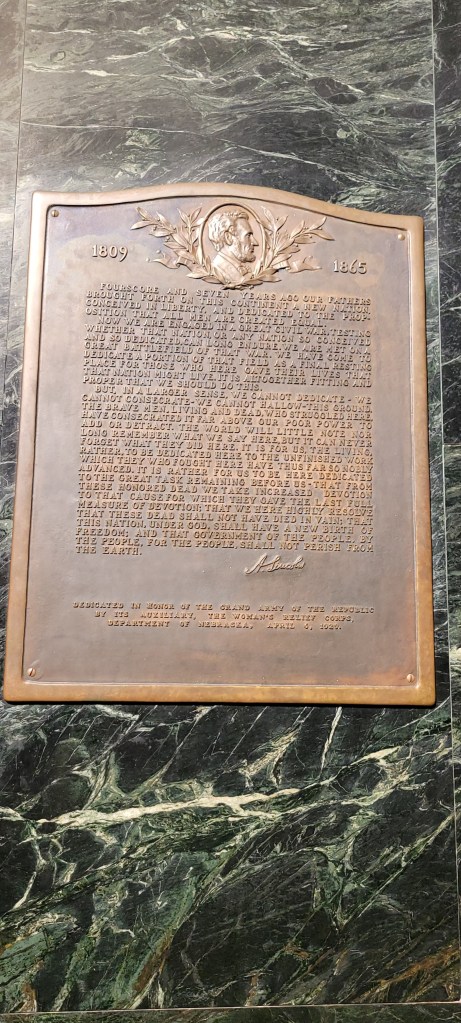 1809
1865
FOURSCORE AND SEVEN YEARS AGO OUR FATHERS
BROUGHT FORTH ON THIS CONTINENT A NEW NATION,
CONCEIVED IN LIBERTY, AND DEDICATED TO THE PROP-
OSITION THAT ALL MEN ARE CREATED EQUAL.
NOW WE ARE ENGAGED IN A GREAT CIVIL WAR, TESTING
WHETHER THAT NATION, OR ANY NATION SO CONCEIVED
AND SO DEDICATED, CAN LONG ENDURE. WE ARE MET ON A
GREAT BATTLEFIELD OF THAT WAR. WE HAVE COME TO
DEDICATE A PORTION OF THAT FIELD, AS A FINAL RESTING
PLACE FOR THOSE WHO HERE GAVE THEIR LIVES THAT
THAT NATION MIGHT LIVE. IT IS ALTOGETHER FITTING AND
PROPER THAT WE SHOULD DO THIS.
BUT IN A LARGER SENSE, WE CANNOT DEDICATE - WE
CANNOT CONSECRATE - WE CANNOT HALLOW - THIS GROUND.
THE BRAVE MEN, LIVING AND DEAD, WHO STRUGGLED HERE,
HAVE CONSECRATED IT FAR ABOVE OUR POOR POWER TO
ADD OR DETRACT. THE WORLD WILL LITTLE NOTE, NOR
LONG REMEMBER WHAT WE SAY HERE, BUT IT CAN NEVER
FORGET WHAT THEY DID HERE. IT IS FOR US, THE LIVING,
RATHER, TO BE DEDICATED HERE TO THE UNFINISHED WORK
WHICH THEY WHO FOUGHT HERE HAVE THUS FAR SO NOBLY
ADVANCED. IT IS RATHER FOR US TO BE HERE DEDICATED
TO THE GREAT TASK REMAINING BEFORE US - THAT FROM
THESE HONORED DEAD WE TAKE INCREASED DEVOTION
TO THAT CAUSE FOR WHICH THEY GAVE THE LAST FULL
MEASURE OF DEVOTION; THAT WE HERE HIGHLY RESOLVE
THAT THESE DEAD SHALL NOT HAVE DIED IN VAIN; THAT
THIS NATION, UNDER GOD, SHALL HAVE A NEW BIRTH OF
FREEDOM; AND THAT GOVERNMENT OF THE PEOPLE, BY
THE PEOPLE, FOR THE PEOPLE, SHALL NOT PERISH FROM
THE EARTH.
A. Lincoln
DEDICATED IN HONOR OF THE GRAND ARMY OF THE REPUBLIC
BY ITS AUXILIARY, THE WOMAN'S RELIEF CORPS,
DEPARTMENT OF NEBRASKA, APRIL 6,